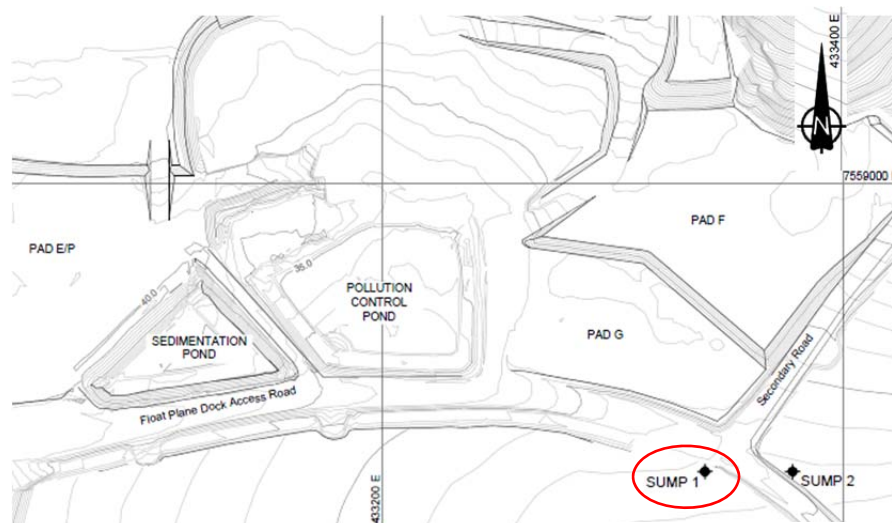 433400 E
N
7559000
PAD F
PAD E/P
35.0
40.0
POLLUTION
CONTROL
POND
SEDIMENTATION
POND
PAD G
Secondary Road
Float Plane Dock Access Road
SUMP 1
SUMP 2
433200 E